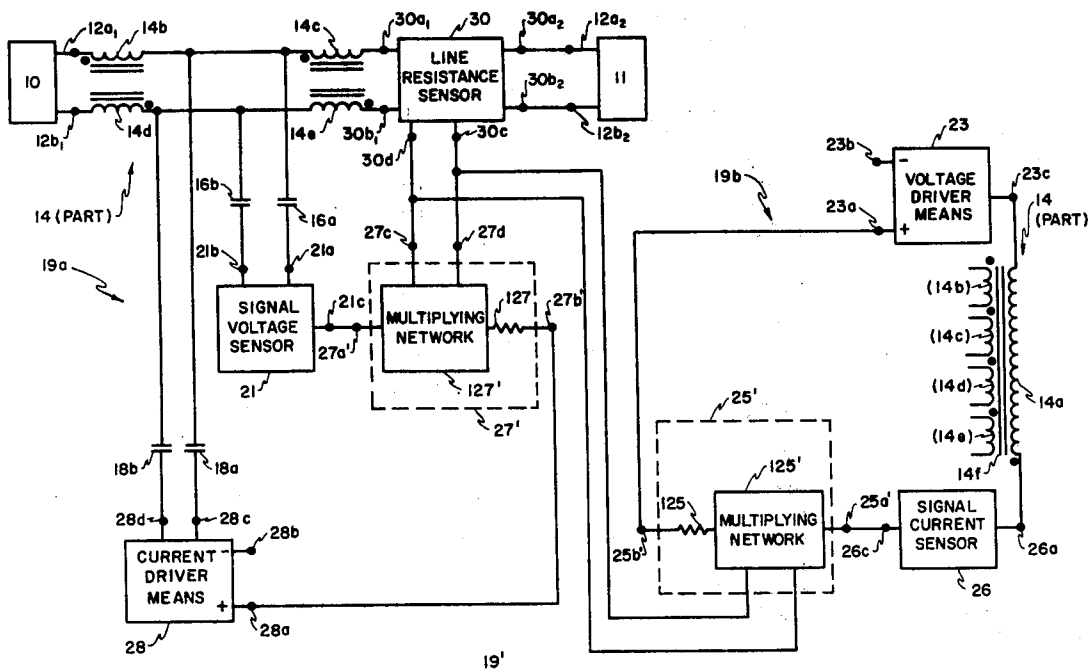 12a₁
14b
14c
30a₁
30
30a₂
12a₂
10
LINE
RESISTANCE
SENSOR
11
12b₁
14d
14e
30b₁
30b₂
12b₂
30d
30c
14 (PART)
16b
16a
19a
21b
21a
27c
27d
SIGNAL
VOLTAGE
SENSOR
21
21c
27a'
MULTIPLYING
NETWORK
127
27b'
127'
27'
18b
18a
28d
28c
28b
CURRENT
DRIVER
MEANS
-
+
28
28a
19'
19b
23
23b
-
VOLTAGE
DRIVER
MEANS
23c
23a
+
14
(PART)
(14b)
(14c)
(14d)
(14e)
14a
14f
25'
125'
125
MULTIPLYING
NETWORK
25b'
25a'
26c
SIGNAL
CURRENT
SENSOR
26a
26